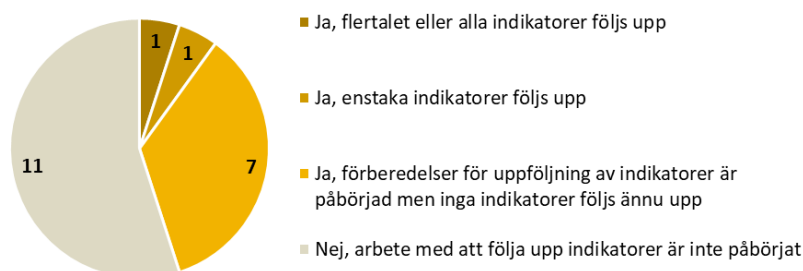 1
1
7
11
Ja, flertalet eller alla indikatorer följs upp
Ja, enstaka indikatorer följs upp
Ja, förberedelser för uppföljning av indikatorer är
påbörjad men inga indikatorer följs ännu upp
Nej, arbete med att följa upp indikatorer är inte påbörjat